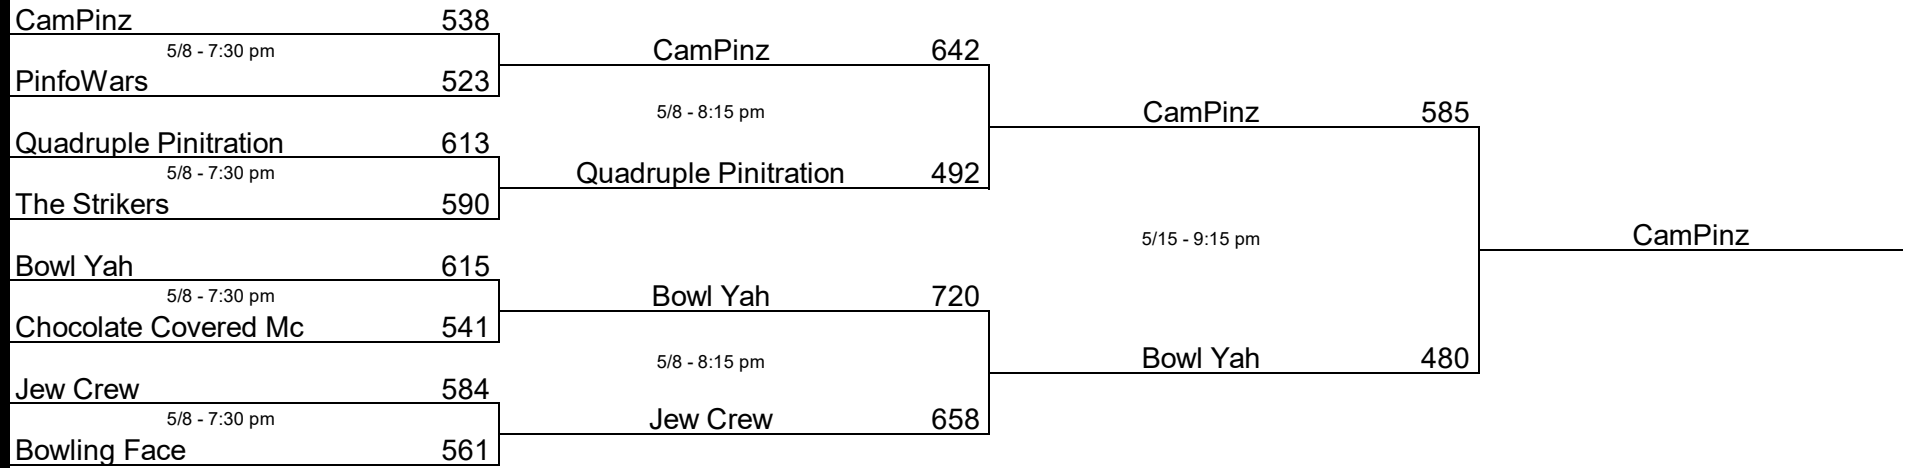 CamPinz 538
5/8 - 7:30 pm
PinfoWars 523
Quadruple Pinitration 613
5/8 - 7:30 pm
The Strikers 590
Bowl Yah 615
5/8 - 7:30 pm
Chocolate Covered Mc 541
Jew Crew 584
5/8 - 7:30 pm
Bowling Face 561
CamPinz 642
5/8 - 8:15 pm
Quadruple Pinitration 492
Bowl Yah 720
5/8 - 8:15 pm
Jew Crew 658
CamPinz 585
5/15 - 9:15 pm
Bowl Yah 480
CamPinz